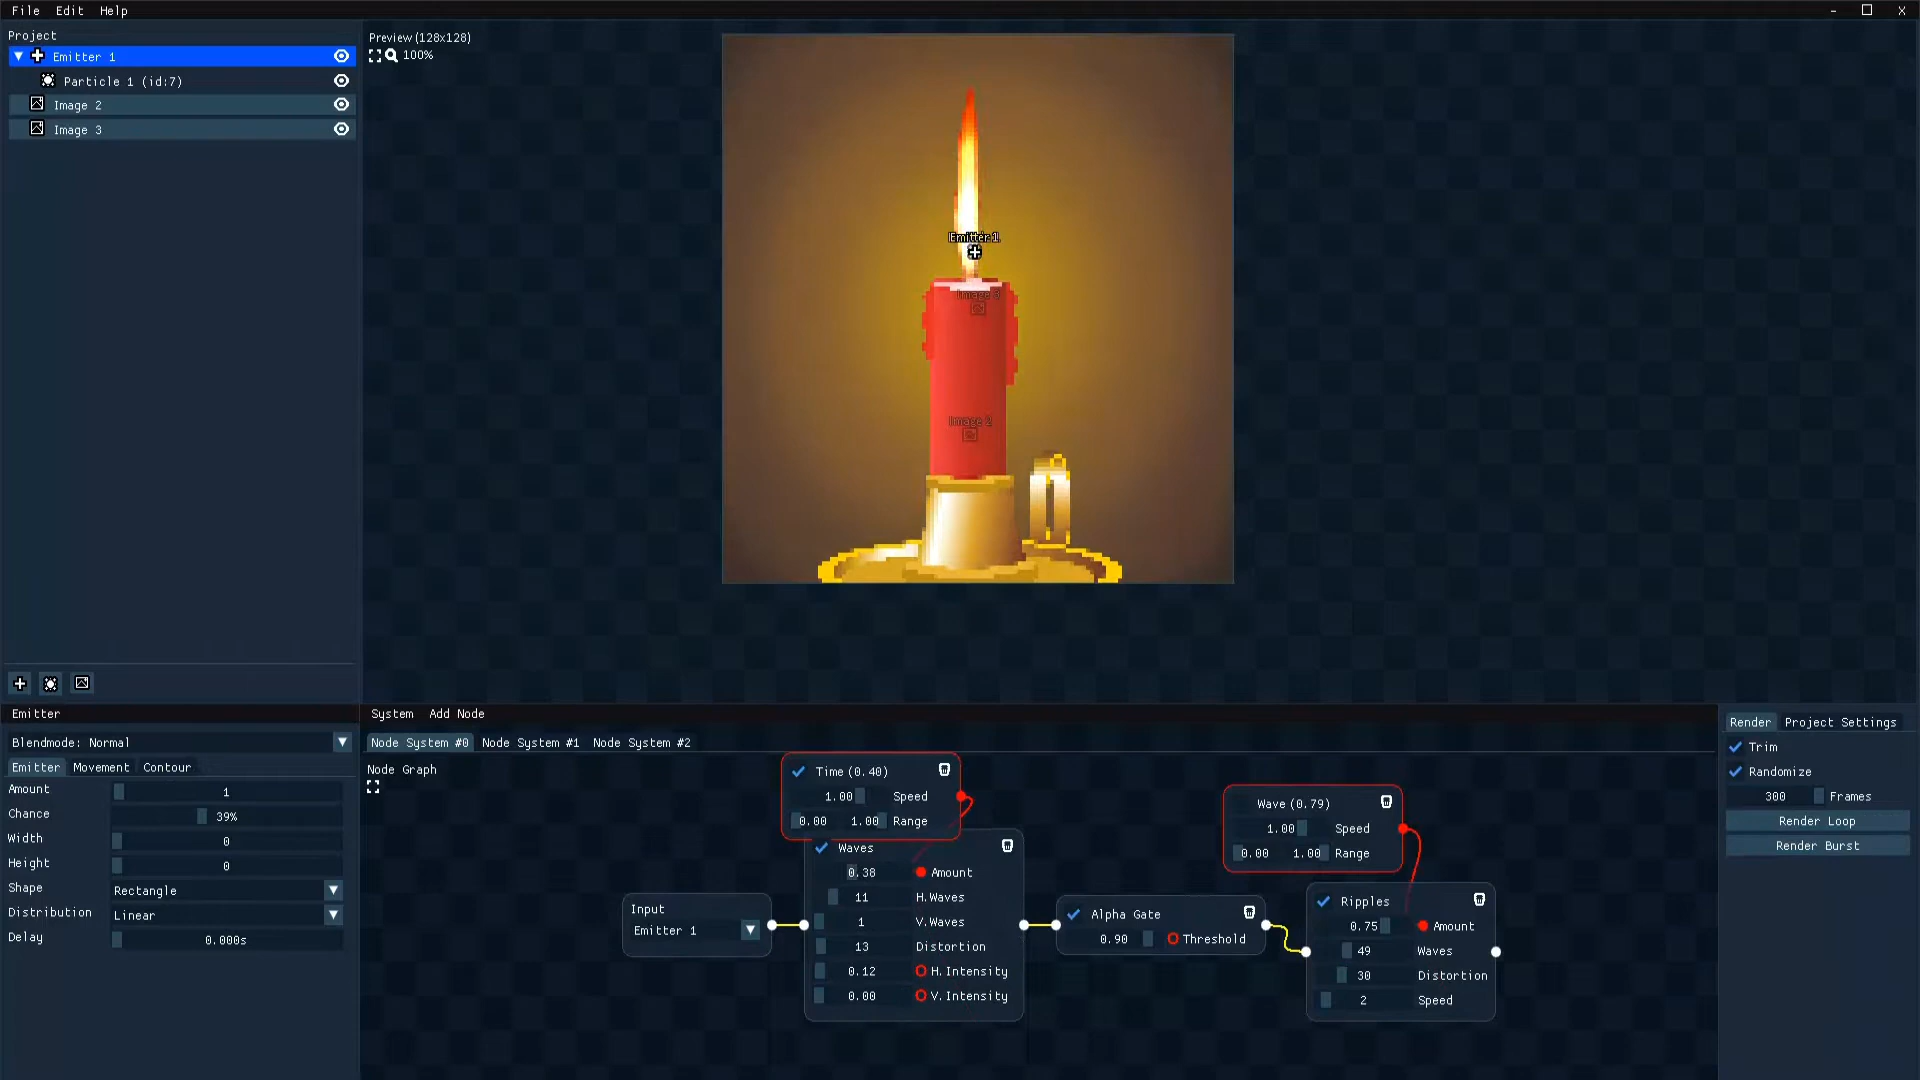 File Edit Help
- X
Project
Emitter 1
Particle 1 (id:7)
Image 2
Image 3
Preview (128x128)
100%
Emitter 1
Image 3
Image 2
Emitter
Blendmode: Normal
Emitter Movement Contour
Amount 1
Chance 39%
Width 0
Height 0
Shape Rectangle
Distribution Linear
Delay 0.000s
System Add Node
Node System #0 Node System #1 Node System #2
Node Graph
Time (0.40)
1.00 Speed
0.00 1.00 Range
Waves
0.38 Amount
11 H.Waves
1 V.Waves
13 Distortion
0.12 H. Intensity
0.00 V. Intensity
Input
Emitter 1
Alpha Gate
0.90 Threshold
Wave (0.79)
1.00 Speed
0.00 1.00 Range
Ripples
0.75 Amount
49 Waves
30 Distortion
2 Speed
Render Project Settings
Trim
Randomize
300 Frames
Render Loop
Render Burst